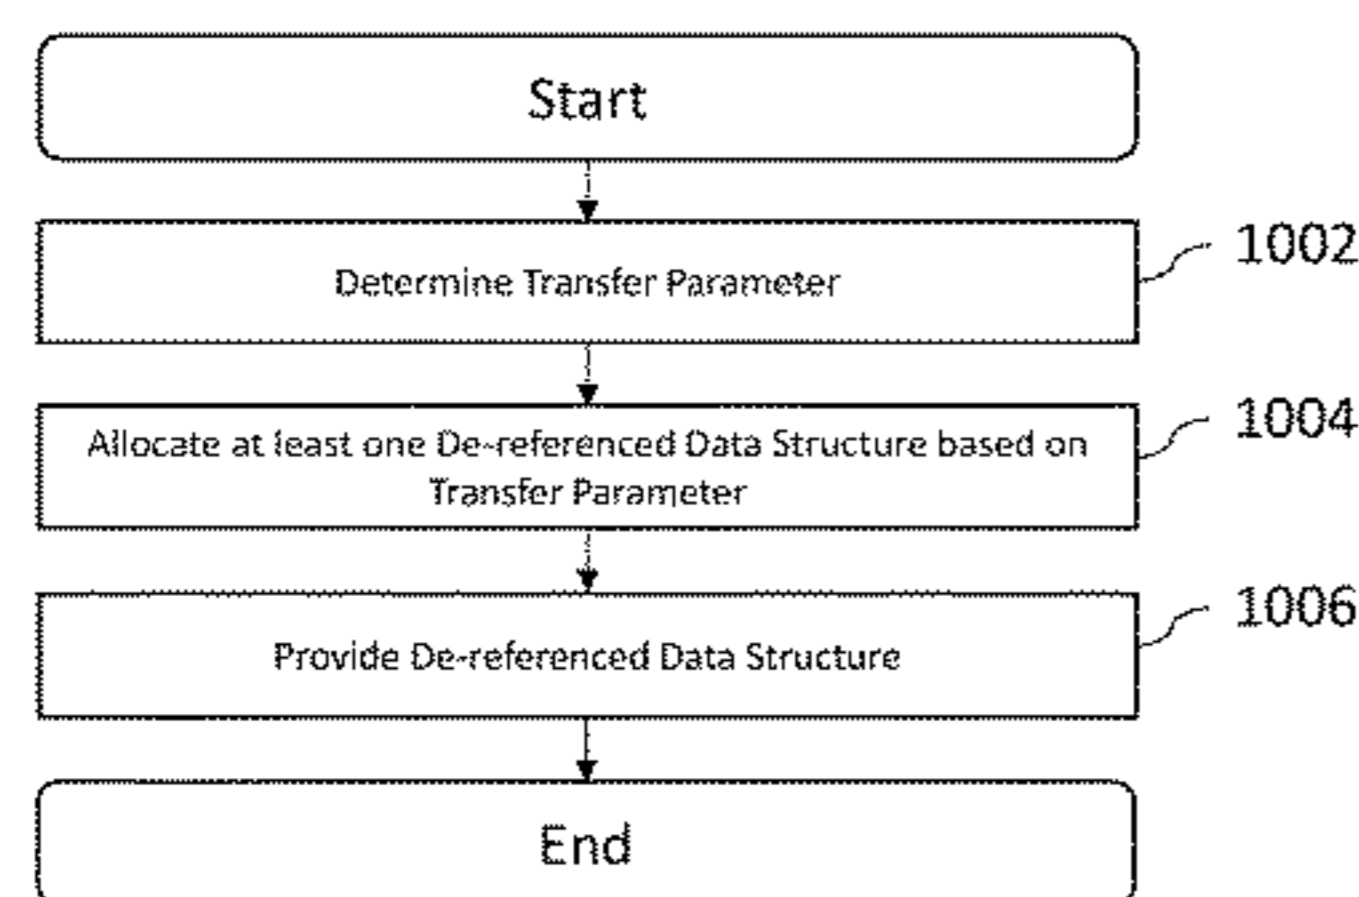 Start
Determine Transfer Parameter
1002
Allocate at least one De-referenced Data Structure based on
Transfer Parameter
1004
Provide De-referenced Data Structure
1006
End